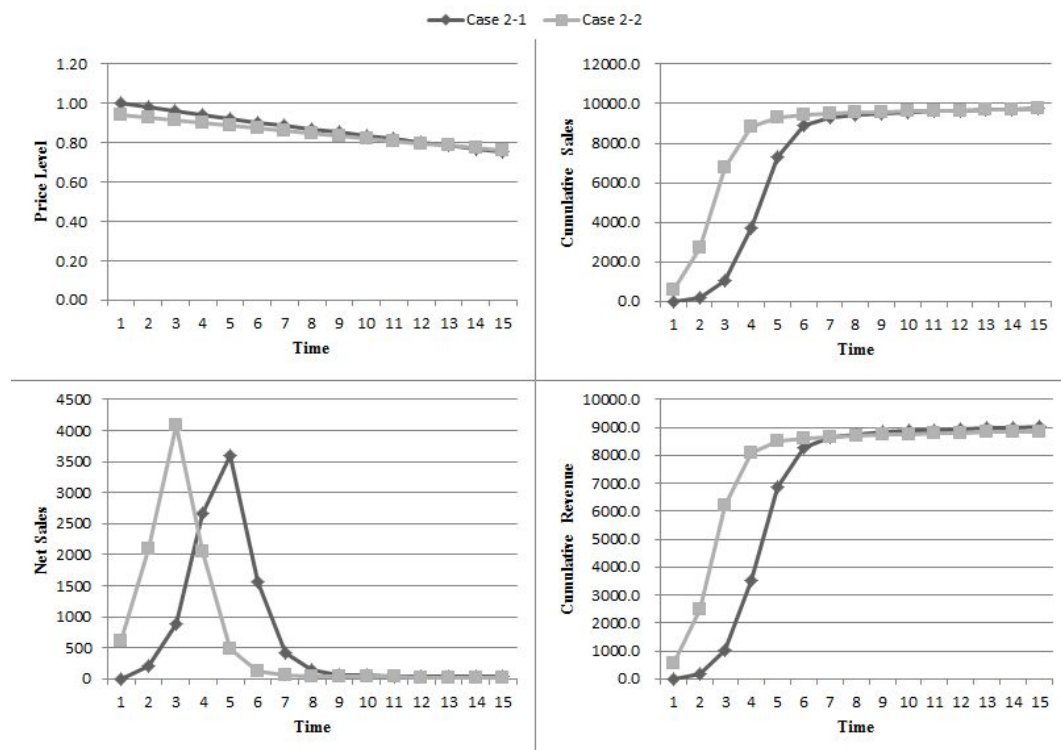 Case 2-1 Case 2-2
1.20
1.00
0.80
0.60
0.40
0.20
0.00
Price Level
1 2 3 4 5 6 7 8 9 10 11 12 13 14 15
Time
12000.0
10000.0
8000.0
6000.0
4000.0
2000.0
0.0
Cumulative Sales
1 2 3 4 5 6 7 8 9 10 11 12 13 14 15
Time
4500
4000
3500
3000
2500
2000
1500
1000
500
0
Net Sales
1 2 3 4 5 6 7 8 9 10 11 12 13 14 15
Time
10000.0
9000.0
8000.0
7000.0
6000.0
5000.0
4000.0
3000.0
2000.0
1000.0
0.0
Cumulative Revenue
1 2 3 4 5 6 7 8 9 10 11 12 13 14 15
Time